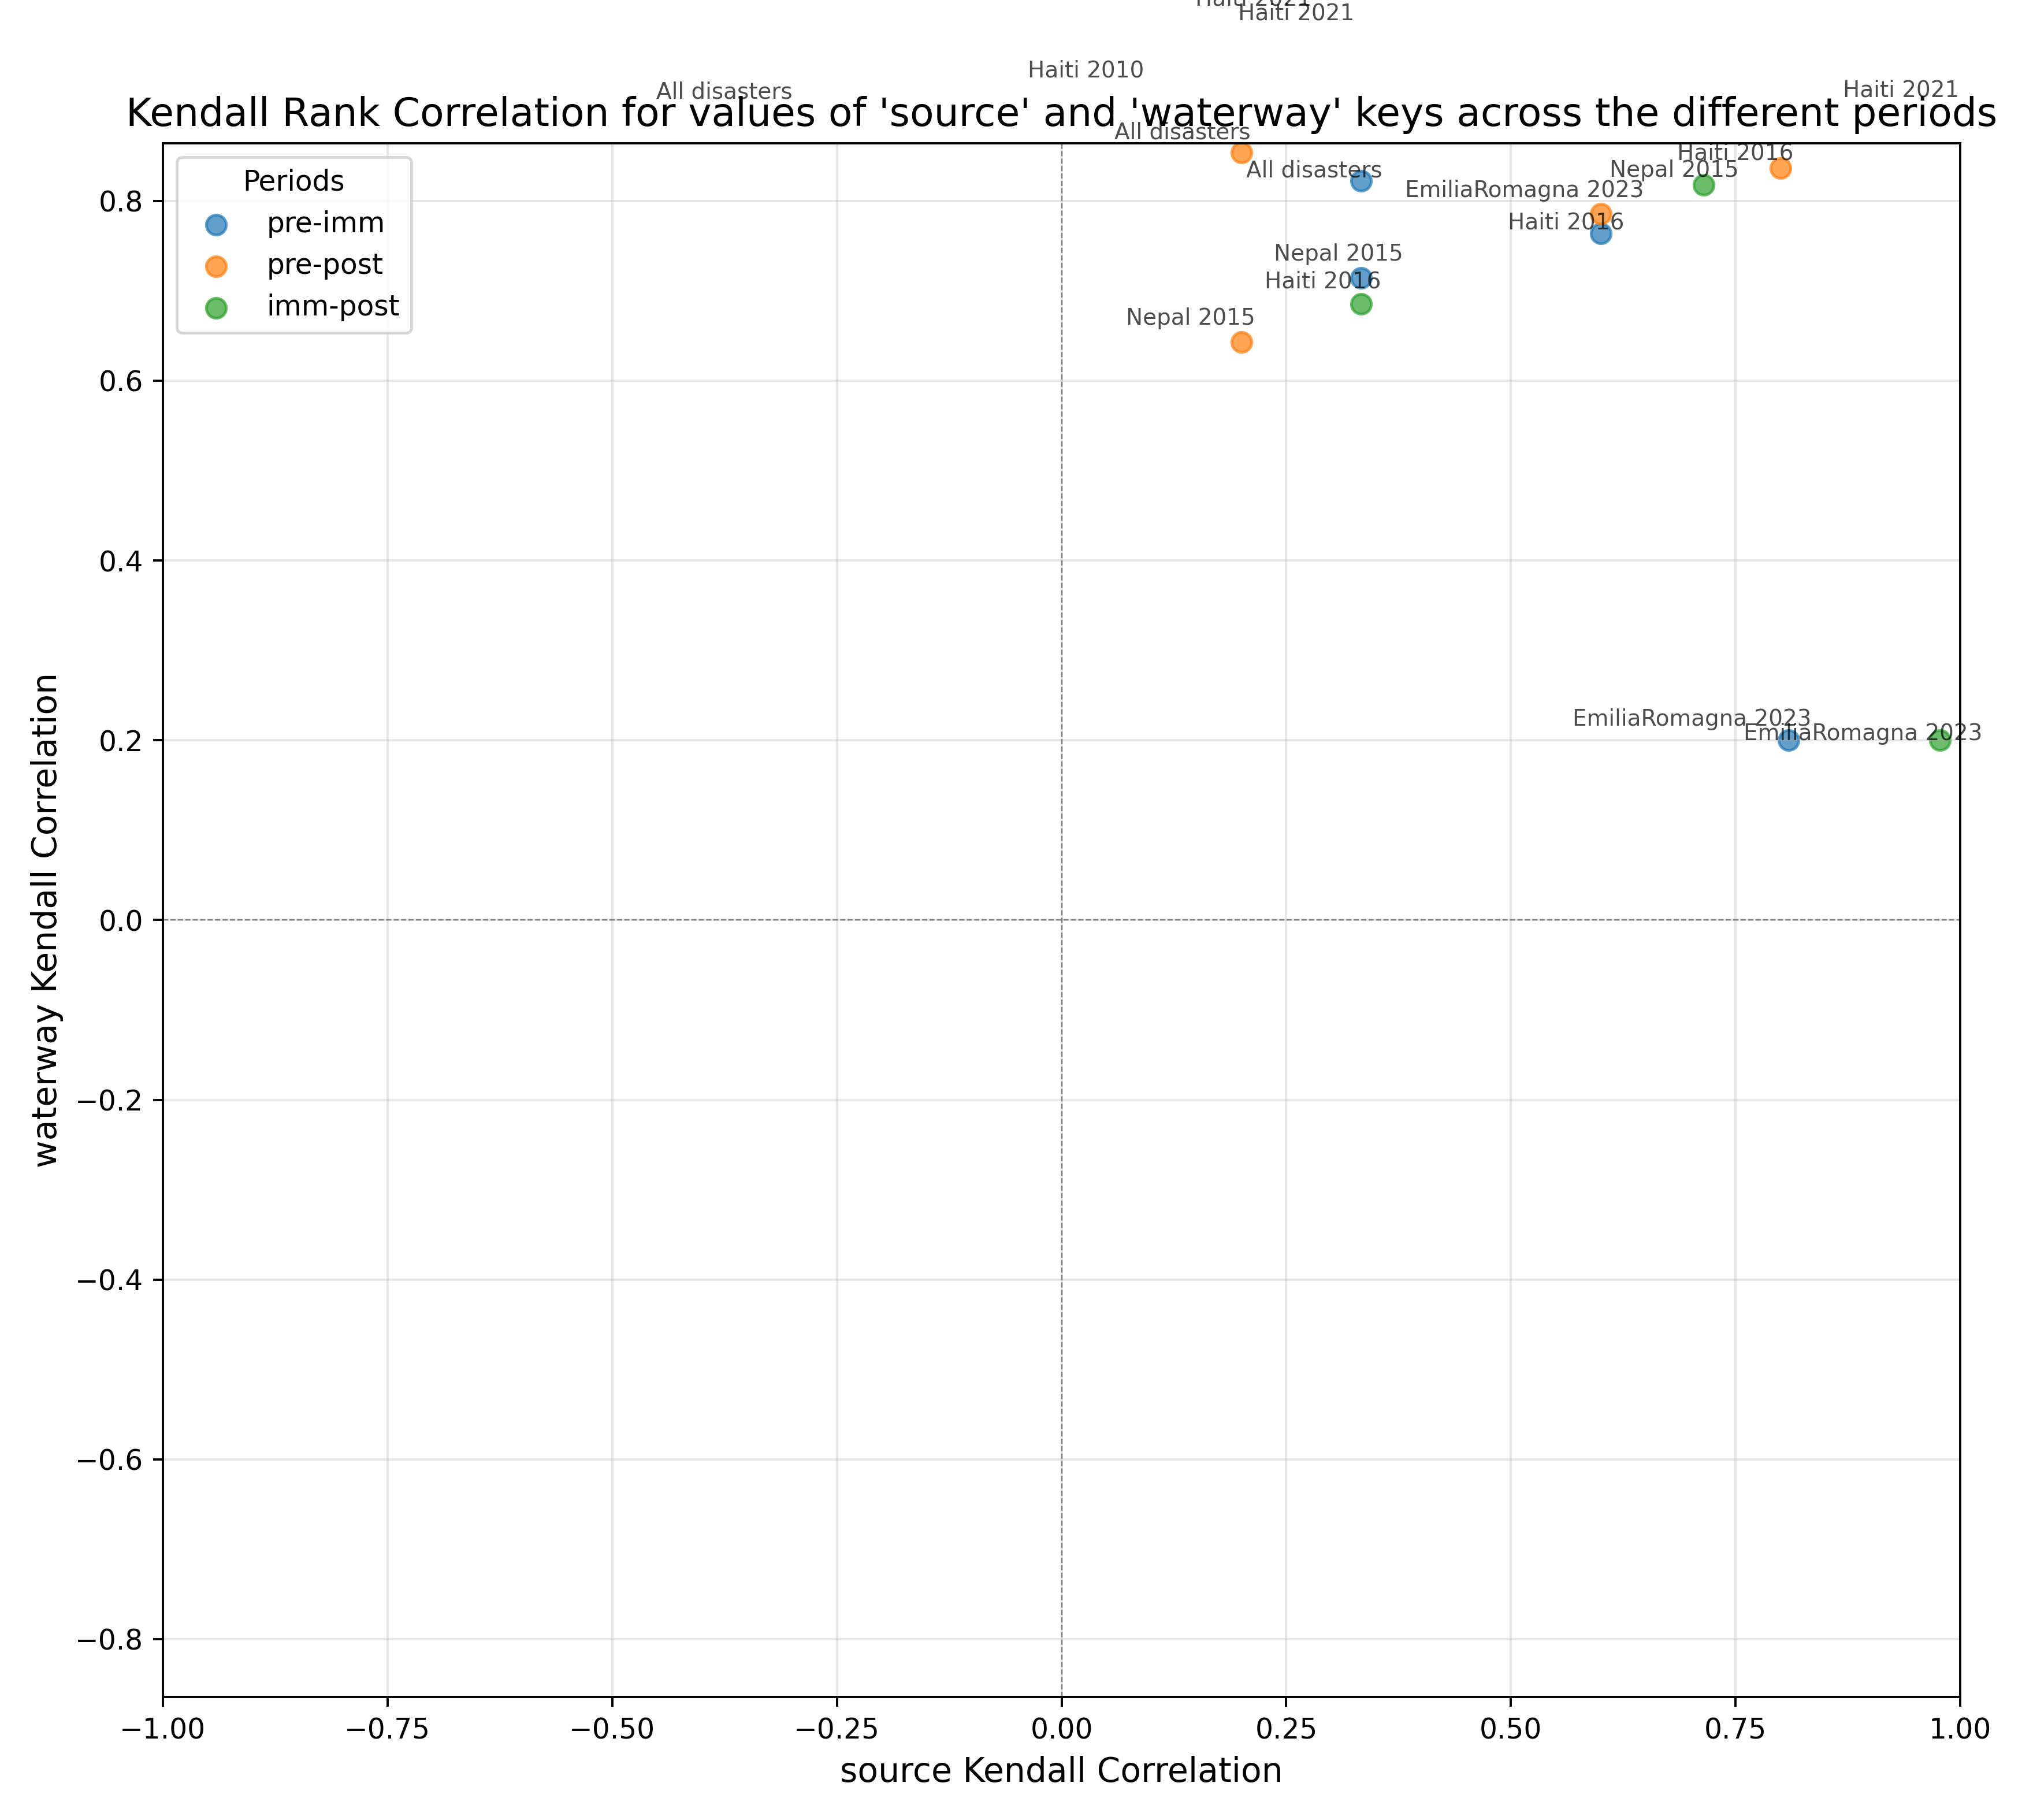 Haiti 2021
Haiti 2021
Haiti 2010
All disasters
Haiti 2021
Kendall Rank Correlation for values of 'source' and 'waterway' keys across the different periods
All disasters
Haiti 2016
Nepal 2015
All disasters
EmiliaRomagna 2023
Haiti 2016
Nepal 2015
Haiti 2016
Nepal 2015
EmiliaRomagna 2023
EmiliaRomagna 2023
Periods
pre-imm
pre-post
imm-post
waterway Kendall Correlation
0.8
0.6
0.4
0.2
0.0
−0.2
−0.4
−0.6
−0.8
−1.00
−0.75
−0.50
−0.25
0.00
0.25
0.50
0.75
1.00
source Kendall Correlation